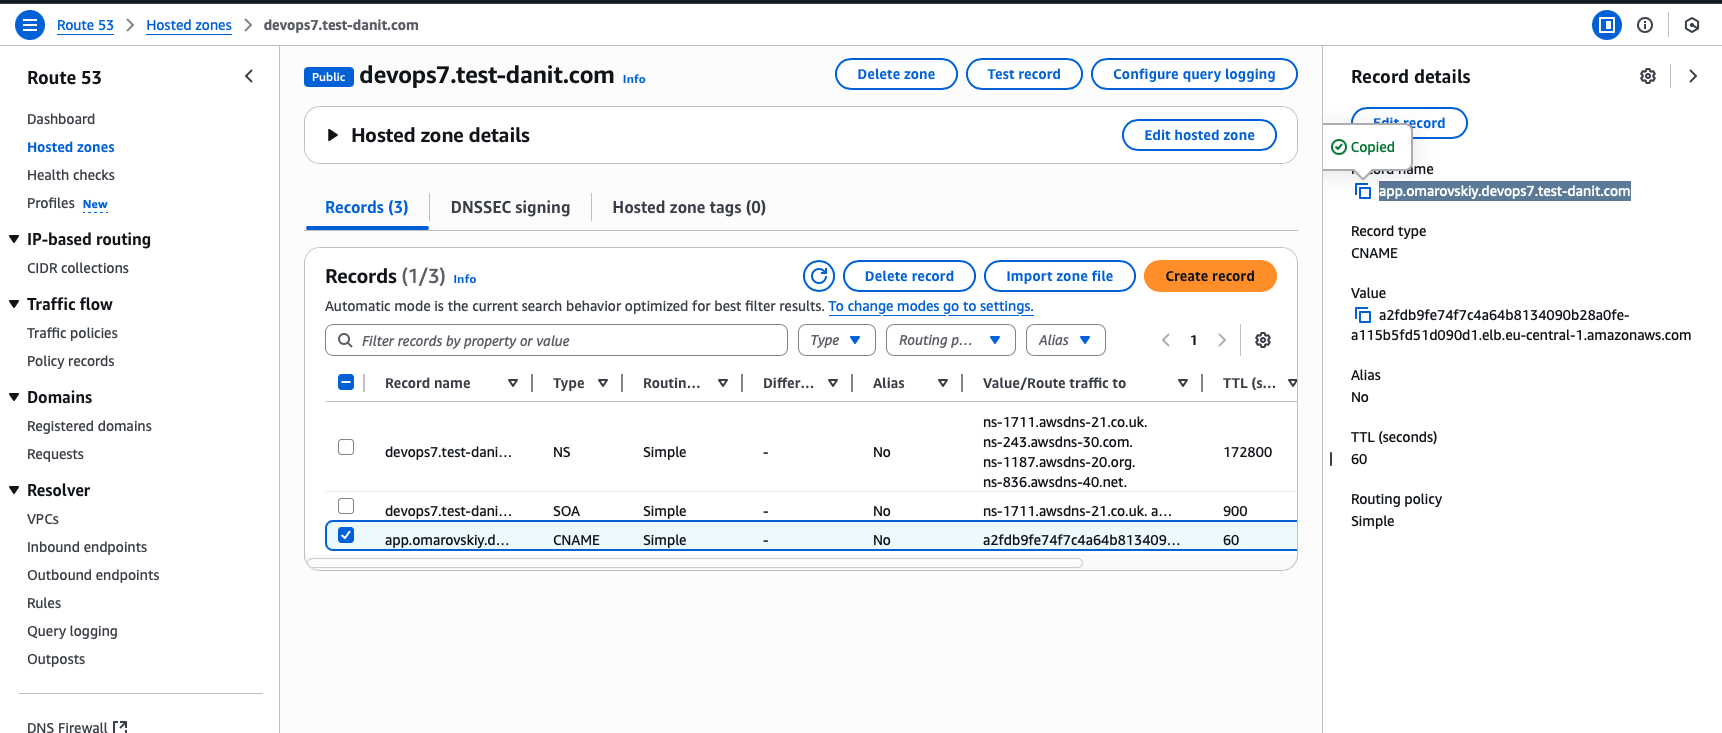 Route 53 > Hosted zones > devops7.test-danit.com
Route 53
Dashboard
Hosted zones
Health checks
Profiles New
IP-based routing
CIDR collections
Traffic flow
Traffic policies
Policy records
Domains
Registered domains
Requests
Resolver
VPCs
Inbound endpoints
Outbound endpoints
Rules
Query logging
Outposts
DNS Firewall
Public devops7.test-danit.com Info
Delete zone Test record Configure query logging
Hosted zone details Edit hosted zone
Records (3) DNSSEC signing Hosted zone tags (0)
Records (1/3) Info Delete record Import zone file Create record
Automatic mode is the current search behavior optimized for best filter results. To change modes go to settings.
Filter records by property or value Type Routing p... Alias 1
Record name Type Routin... Differ... Alias Value/Route traffic to TTL (s...
devops7.test-dani... NS Simple - No ns-1711.awsdns-21.co.uk. 172800
ns-243.awsdns-30.com.
ns-1187.awsdns-20.org.
ns-836.awsdns-40.net.
devops7.test-dani... SOA Simple - No ns-1711.awsdns-21.co.uk. a... 900
app.omarovskiy.d... CNAME Simple - No a2fdb9fe74f7c4a64b813409... 60
Record details
Edit record
Copied
Record name
app.omarovskiy.devops7.test-danit.com
Record type
CNAME
Value
a2fdb9fe74f7c4a64b8134090b28a0fe-
a115b5fd51d090d1.elb.eu-central-1.amazonaws.com
Alias
No
TTL (seconds)
60
Routing policy
Simple